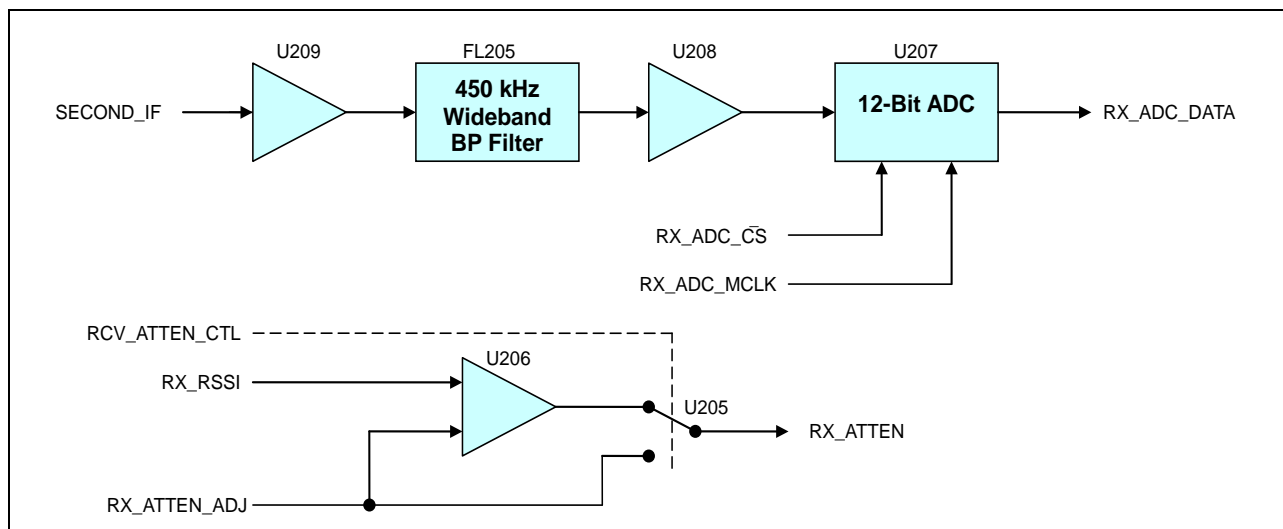 U209
FL205
U208
U207
SECOND_IF
450 kHz
Wideband
BP Filter
12-Bit ADC
RX_ADC_DATA
RX_ADC_C̅S
RX_ADC_MCLK
RCV_ATTEN_CTL
U206
RX_RSSI
U205
RX_ATTEN
RX_ATTEN_ADJ